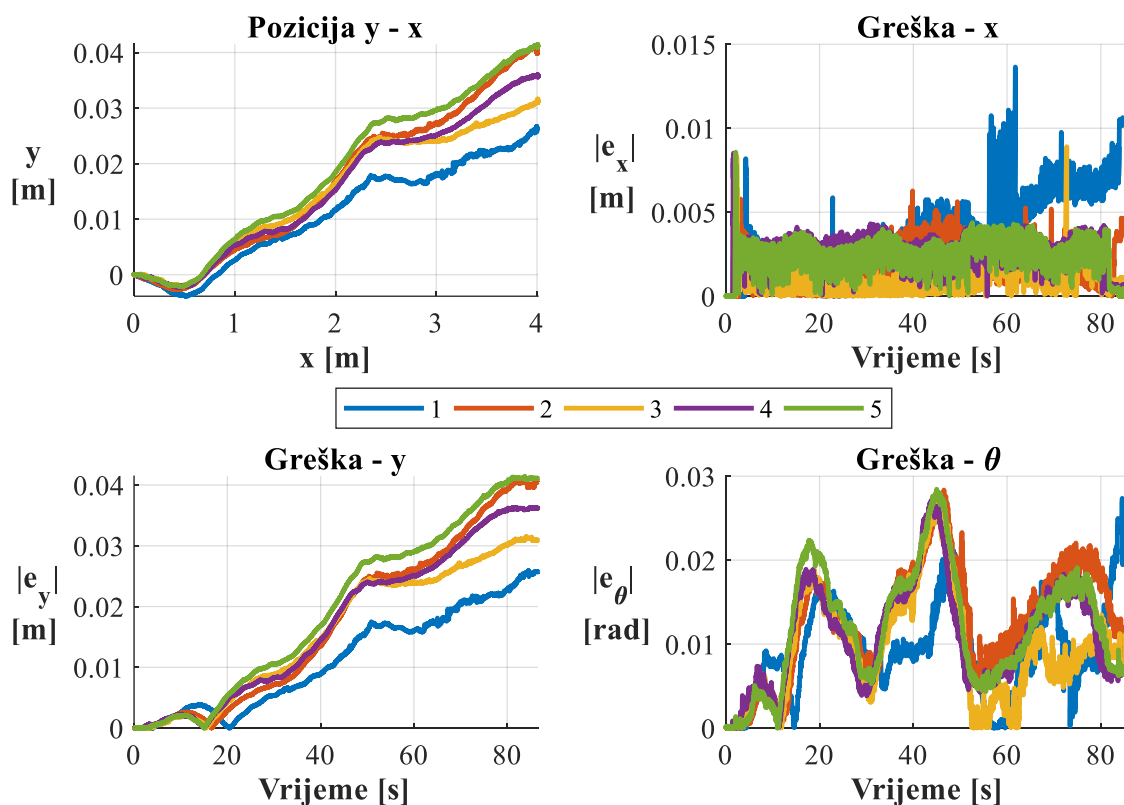 Pozicija y - x
0.04
0.03
0.02
0.01
0
y
[m]
0
1
2
3
4
x [m]
Greška - x
0.015
0.01
0.005
0
|e_x|
[m]
0
20
40
60
80
Vrijeme [s]
1
2
3
4
5
Greška - y
0.04
0.03
0.02
0.01
0
|e_y|
[m]
0
20
40
60
80
Vrijeme [s]
Greška - θ
0.03
0.02
0.01
0
|e_θ|
[rad]
0
20
40
60
80
Vrijeme [s]